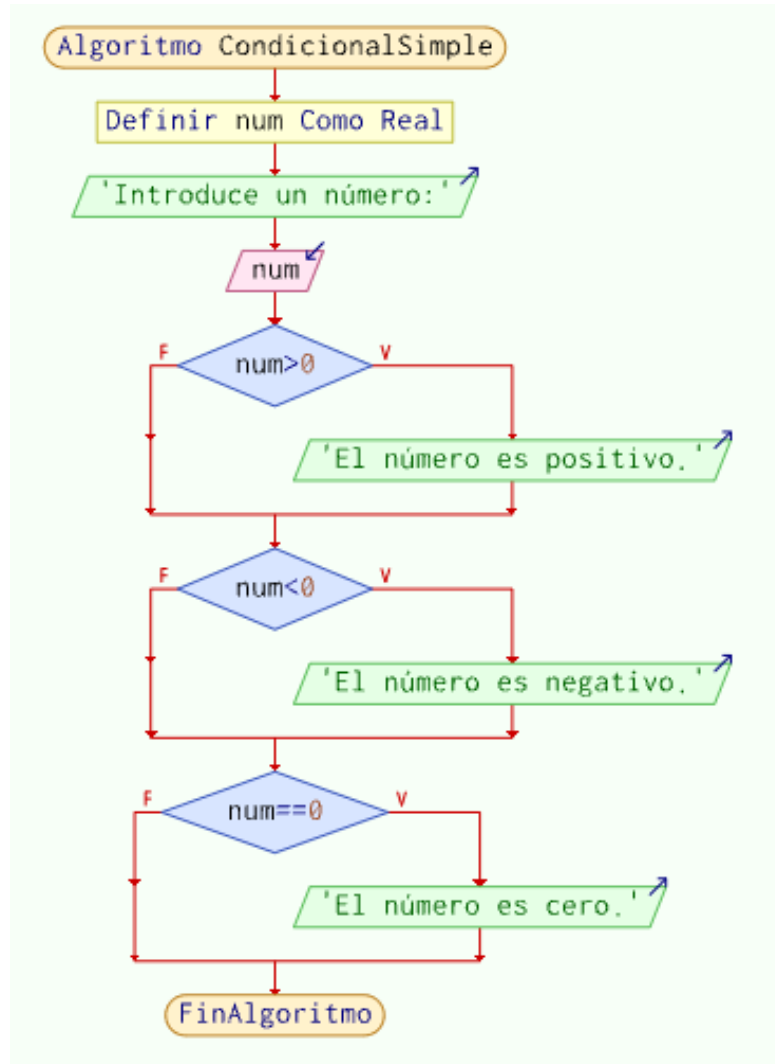 Algoritmo CondicionalSimple
Definir num Como Real
'Introduce un número:'
num
F
num>0
V
'El número es positivo.'
F
num<0
V
'El número es negativo.'
F
num==0
V
'El número es cero.'
FinAlgoritmo